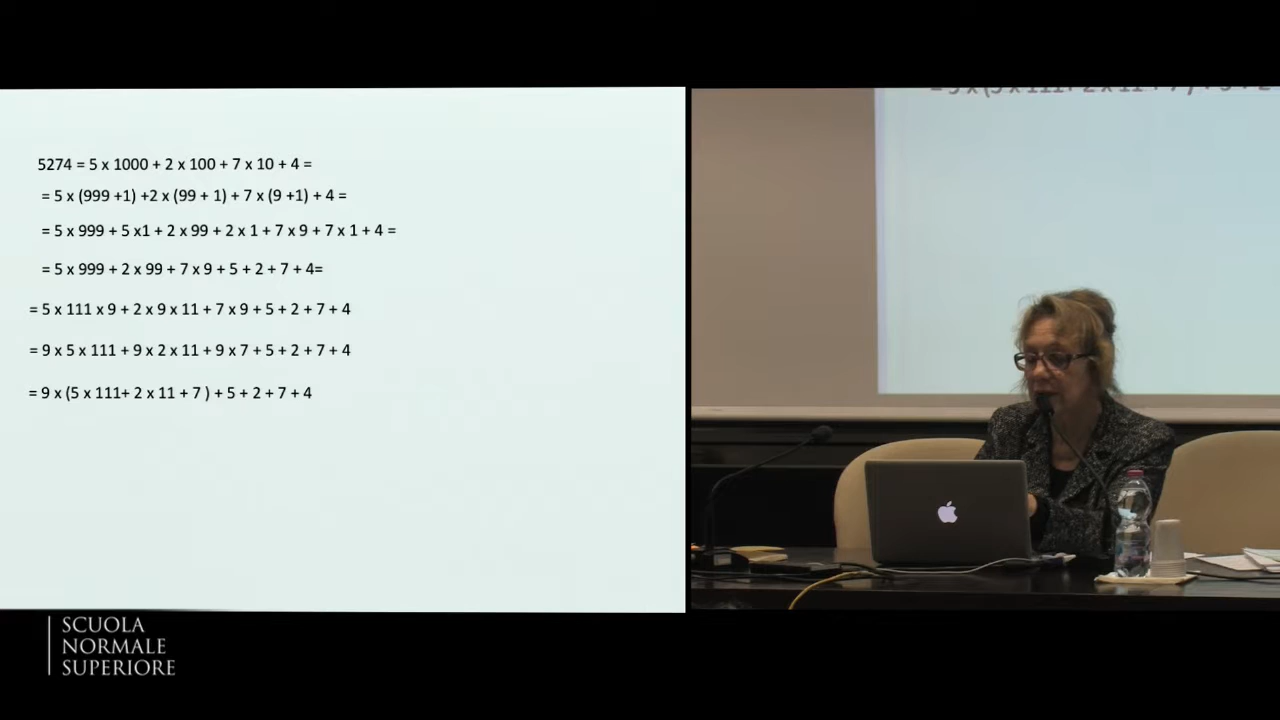 5274 = 5 x 1000 + 2 x 100 + 7 x 10 + 4 =
= 5 x (999 +1) +2 x (99 + 1) + 7 x (9 +1) + 4 =
= 5 x 999 + 5 x1 + 2 x 99 + 2 x 1 + 7 x 9 + 7 x 1 + 4 =
= 5 x 999 + 2 x 99 + 7 x 9 + 5 + 2 + 7 + 4=
= 5 x 111 x 9 + 2 x 9 x 11 + 7 x 9 + 5 + 2 + 7 + 4
= 9 x 5 x 111 + 9 x 2 x 11 + 9 x 7 + 5 + 2 + 7 + 4
= 9 x (5 x 111+ 2 x 11 + 7 ) + 5 + 2 + 7 + 4
SCUOLA
NORMALE
SUPERIORE